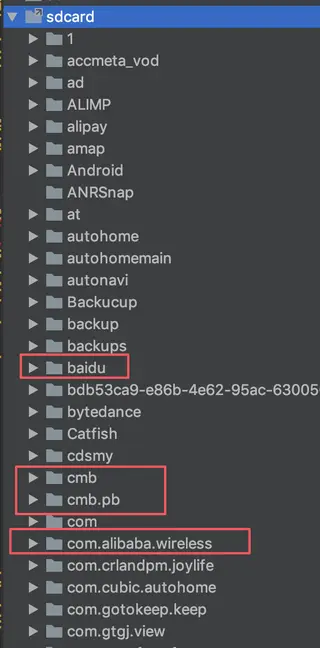 sdcard
1
accmeta_vod
ad
ALIMP
alipay
amap
Android
ANRSnap
at
autohome
autohomemain
autonavi
Backucup
backup
backups
baidu
bdb53ca9-e86b-4e62-95ac-63005
bytedance
Catfish
cdsmy
cmb
cmb.pb
com
com.alibaba.wireless
com.crlandpm.joylife
com.cubic.autohome
com.gotokeep.keep
com.gtgj.view